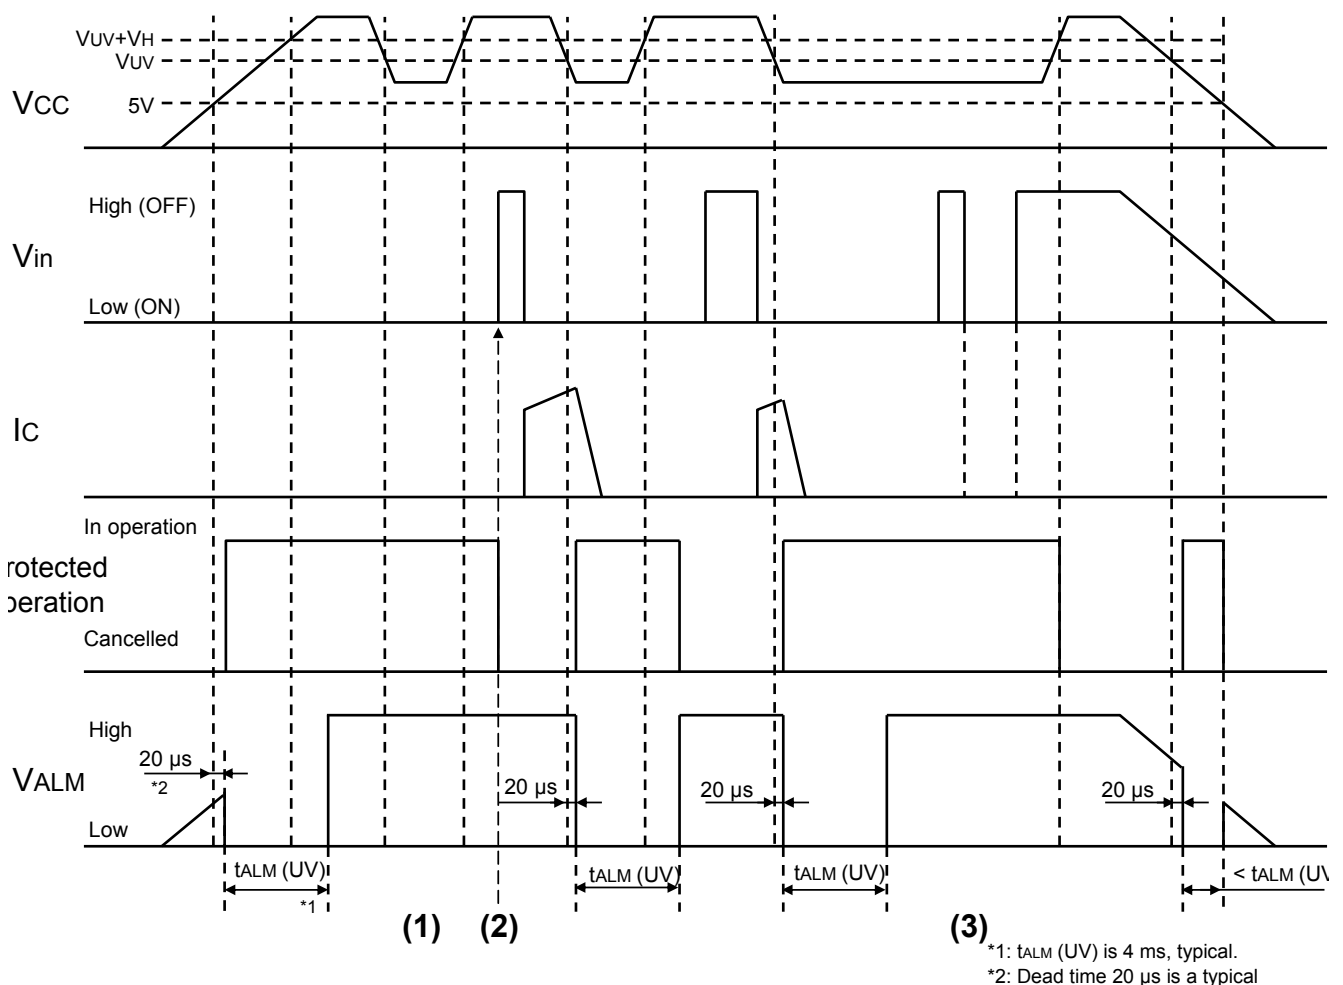 VUV+VH
VUV
VCC
5V
High (OFF)
Vin
Low (ON)
IC
In operation
rotected
peration
Cancelled
High
20 µs
*2
VALM
20 µs
20 µs
20 µs
Low
tALM (UV)
*1
tALM (UV)
tALM (UV)
< tALM (UV
(1)
(2)
(3)
*1: tALM (UV) is 4 ms, typical.
*2: Dead time 20 µs is a typical